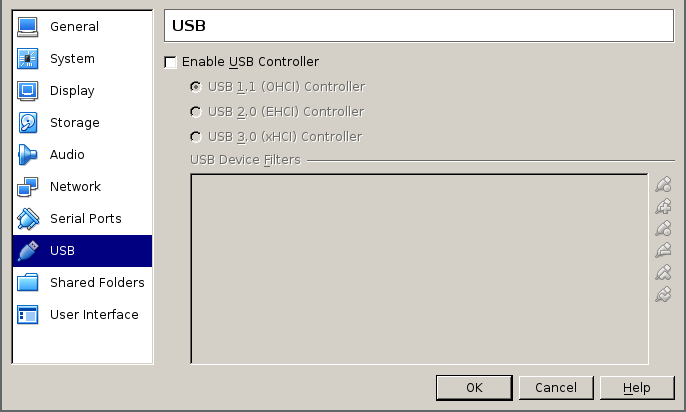 General
System
Display
Storage
Audio
Network
Serial Ports
USB
Shared Folders
User Interface
USB
Enable USB Controller
USB 1.1 (OHCI) Controller
USB 2.0 (EHCI) Controller
USB 3.0 (xHCI) Controller
USB Device Filters
OK
Cancel
Help